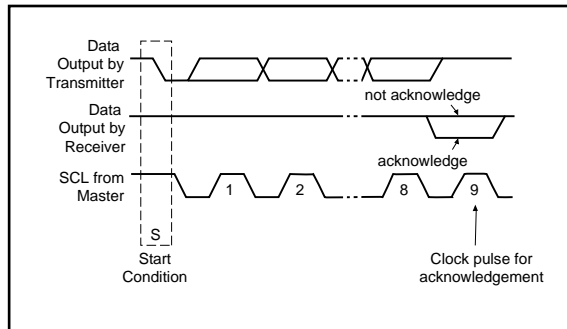 Data
Output by
Transmitter
not acknowledge
Data
Output by
Receiver
acknowledge
SCL from
Master
1
2
8
9
S
Start
Condition
Clock pulse for
acknowledgement